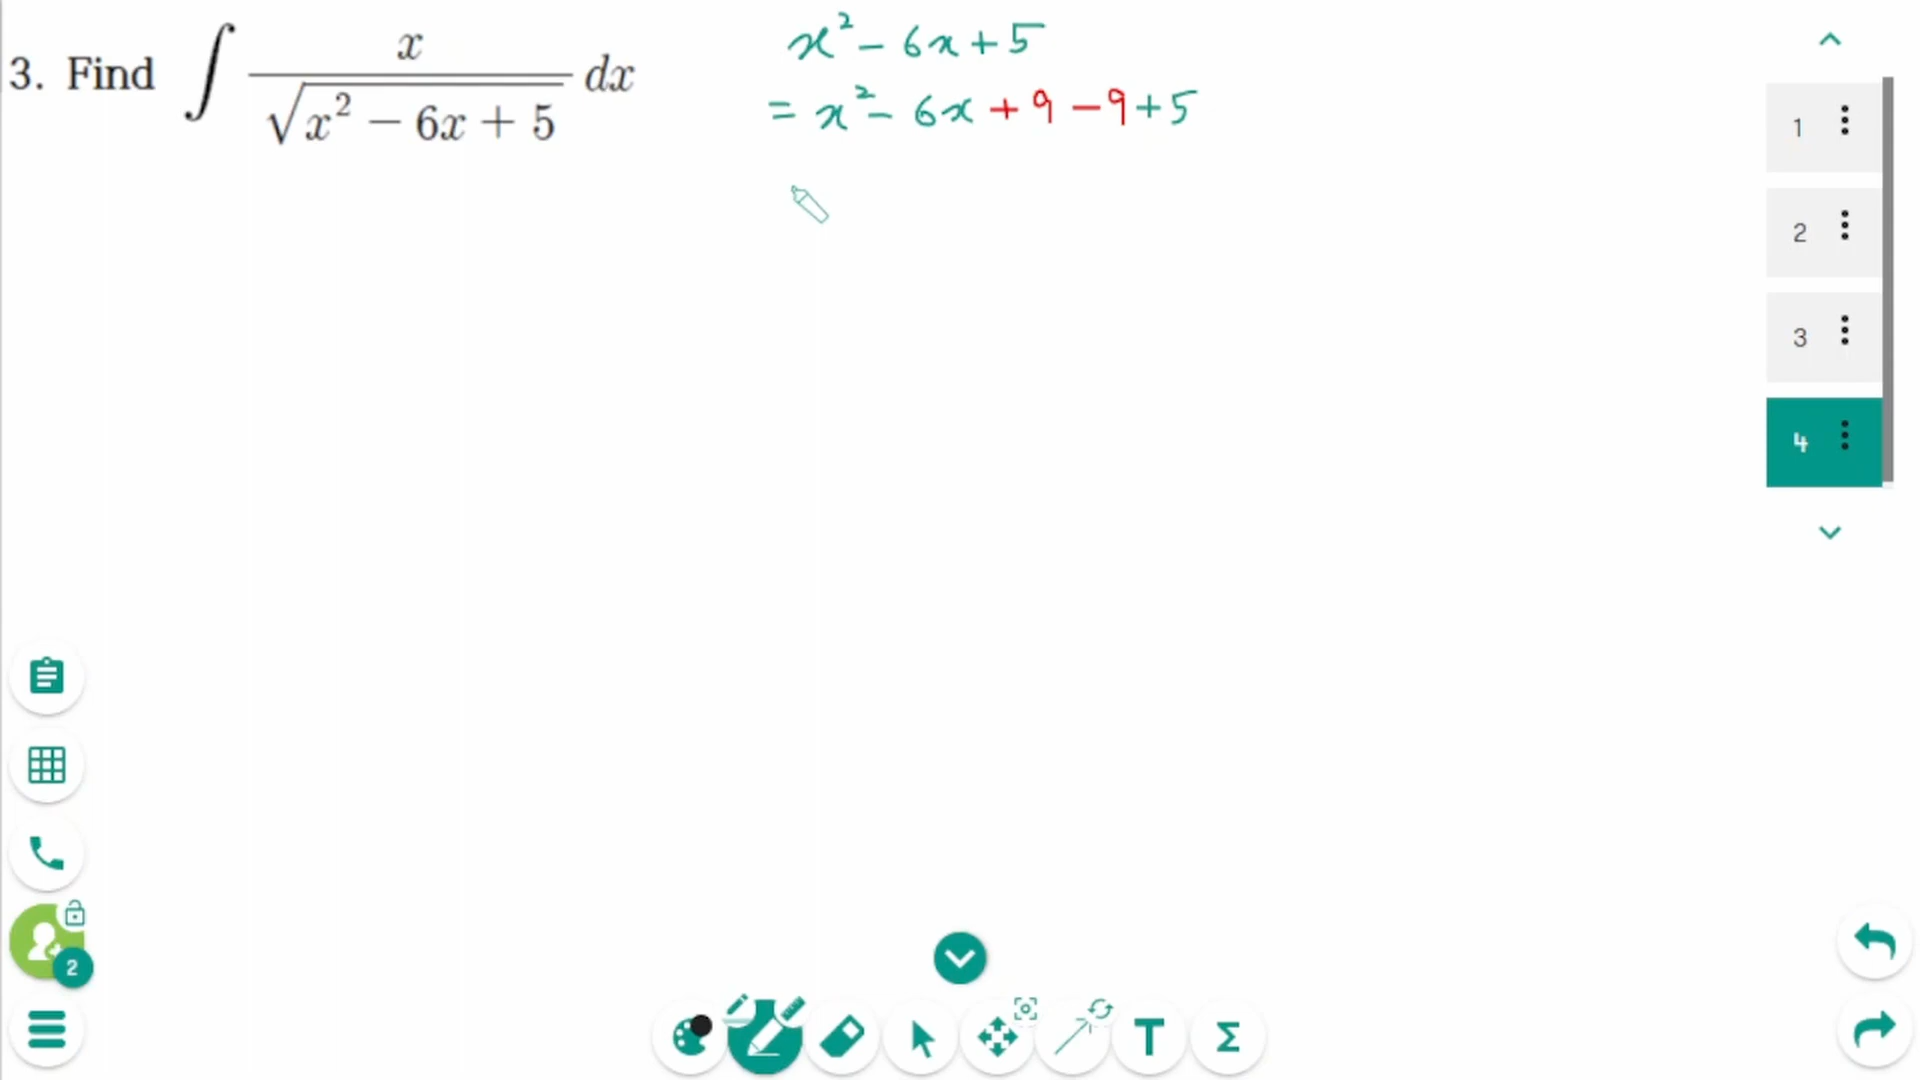 3. Find ∫ x / √(x² − 6x + 5) dx
x² − 6x + 5
= x² − 6x + 9 − 9 + 5
1
2
3
4
2
T
Σ